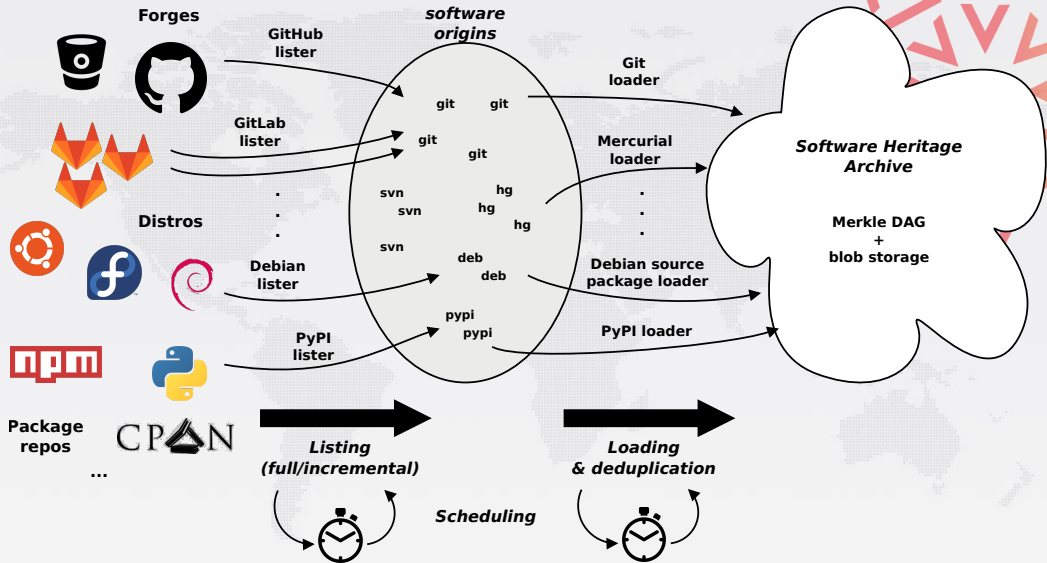 Forges
GitHub
lister
software
origins
Git
loader
git git
GitLab
lister
git
git
Mercurial
loader
Software Heritage
Archive
svn
svn
svn
hg
hg
hg
.
.
.
.
.
.
Distros
Merkle DAG
+
blob storage
Debian
lister
deb
deb
Debian source
package loader
pypi
pypi
PyPI
lister
PyPI loader
npm
Package
repos
CPAN
...
Listing
(full/incremental)
Loading
& deduplication
Scheduling